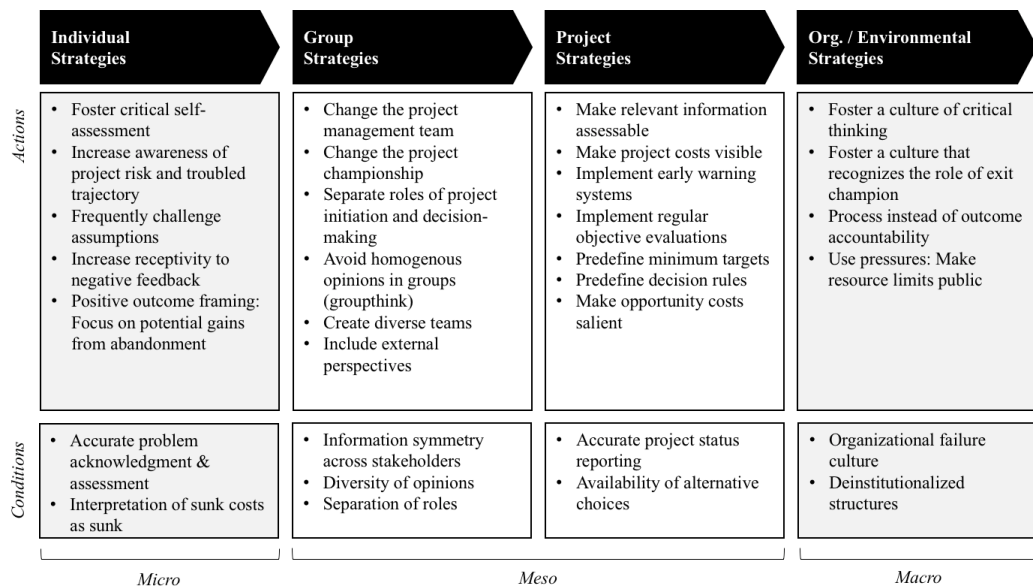 Individual
Strategies
Group
Strategies
Project
Strategies
Org. / Environmental
Strategies
Actions
• Foster critical self-
assessment
• Increase awareness of
project risk and troubled
trajectory
• Frequently challenge
assumptions
• Increase receptivity to
negative feedback
• Positive outcome framing:
Focus on potential gains
from abandonment
• Change the project
management team
• Change the project
championship
• Separate roles of project
initiation and decision-
making
• Avoid homogenous
opinions in groups
(groupthink)
• Create diverse teams
• Include external
perspectives
• Make relevant information
assessable
• Make project costs visible
• Implement early warning
systems
• Implement regular
objective evaluations
• Predefine minimum targets
• Predefine decision rules
• Make opportunity costs
salient
• Foster a culture of critical
thinking
• Foster a culture that
recognizes the role of exit
champion
• Process instead of outcome
accountability
• Use pressures: Make
resource limits public
Conditions
• Accurate problem
acknowledgment &
assessment
• Interpretation of sunk costs
as sunk
• Information symmetry
across stakeholders
• Diversity of opinions
• Separation of roles
• Accurate project status
reporting
• Availability of alternative
choices
• Organizational failure
culture
• Deinstitutionalized
structures
Micro
Meso
Macro